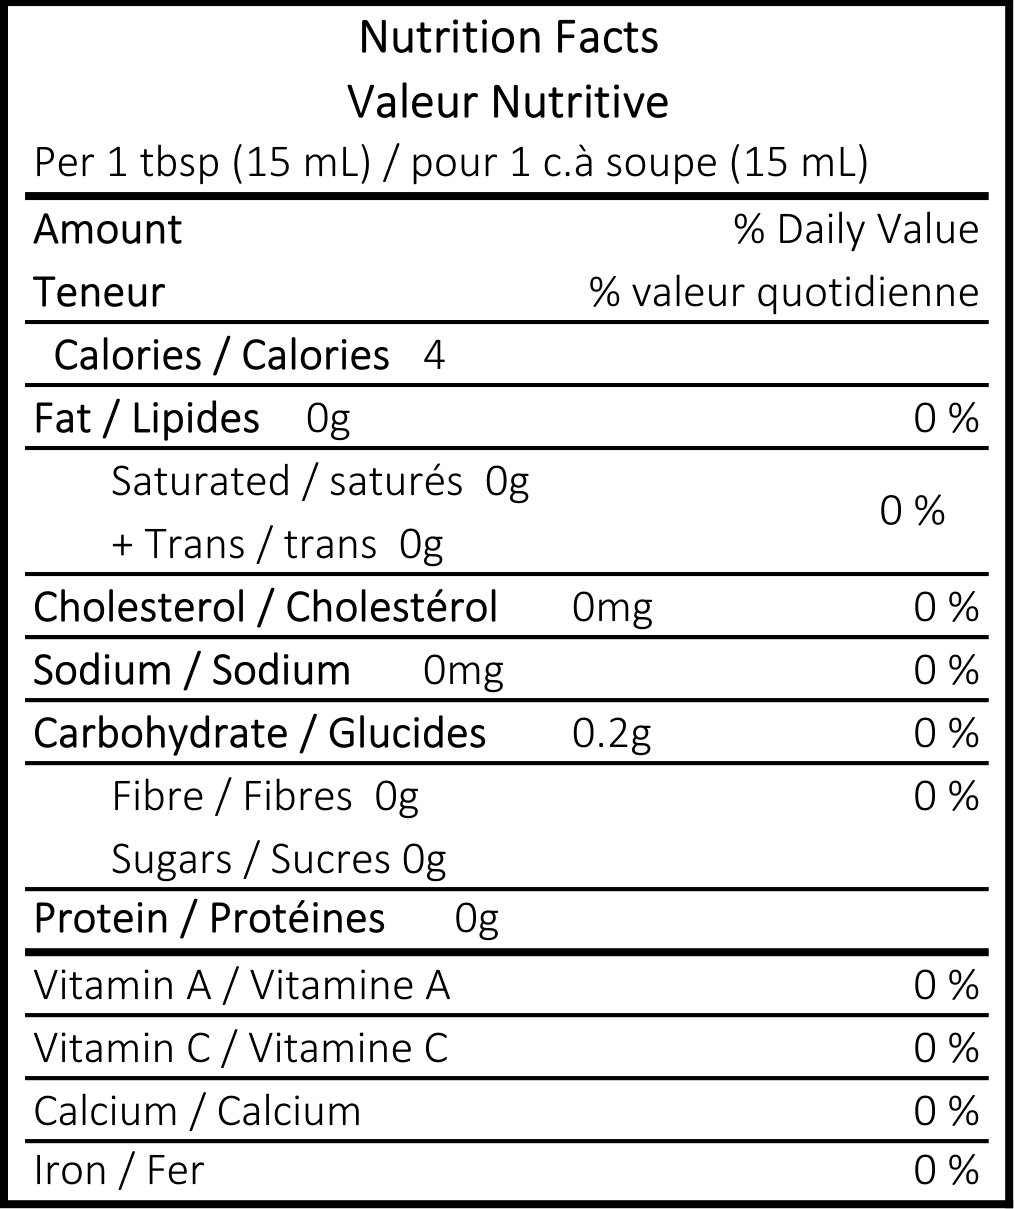 Nutrition Facts
Valeur Nutritive
Per 1 tbsp (15 mL) / pour 1 c.à soupe (15 mL)
Amount % Daily Value
Teneur % valeur quotidienne
Calories / Calories 4
Fat / Lipides 0g 0 %
Saturated / saturés 0g
0 %
+ Trans / trans 0g
Cholesterol / Cholestérol 0mg 0 %
Sodium / Sodium 0mg 0 %
Carbohydrate / Glucides 0.2g 0 %
Fibre / Fibres 0g 0 %
Sugars / Sucres 0g
Protein / Protéines 0g
Vitamin A / Vitamine A 0 %
Vitamin C / Vitamine C 0 %
Calcium / Calcium 0 %
Iron / Fer 0 %